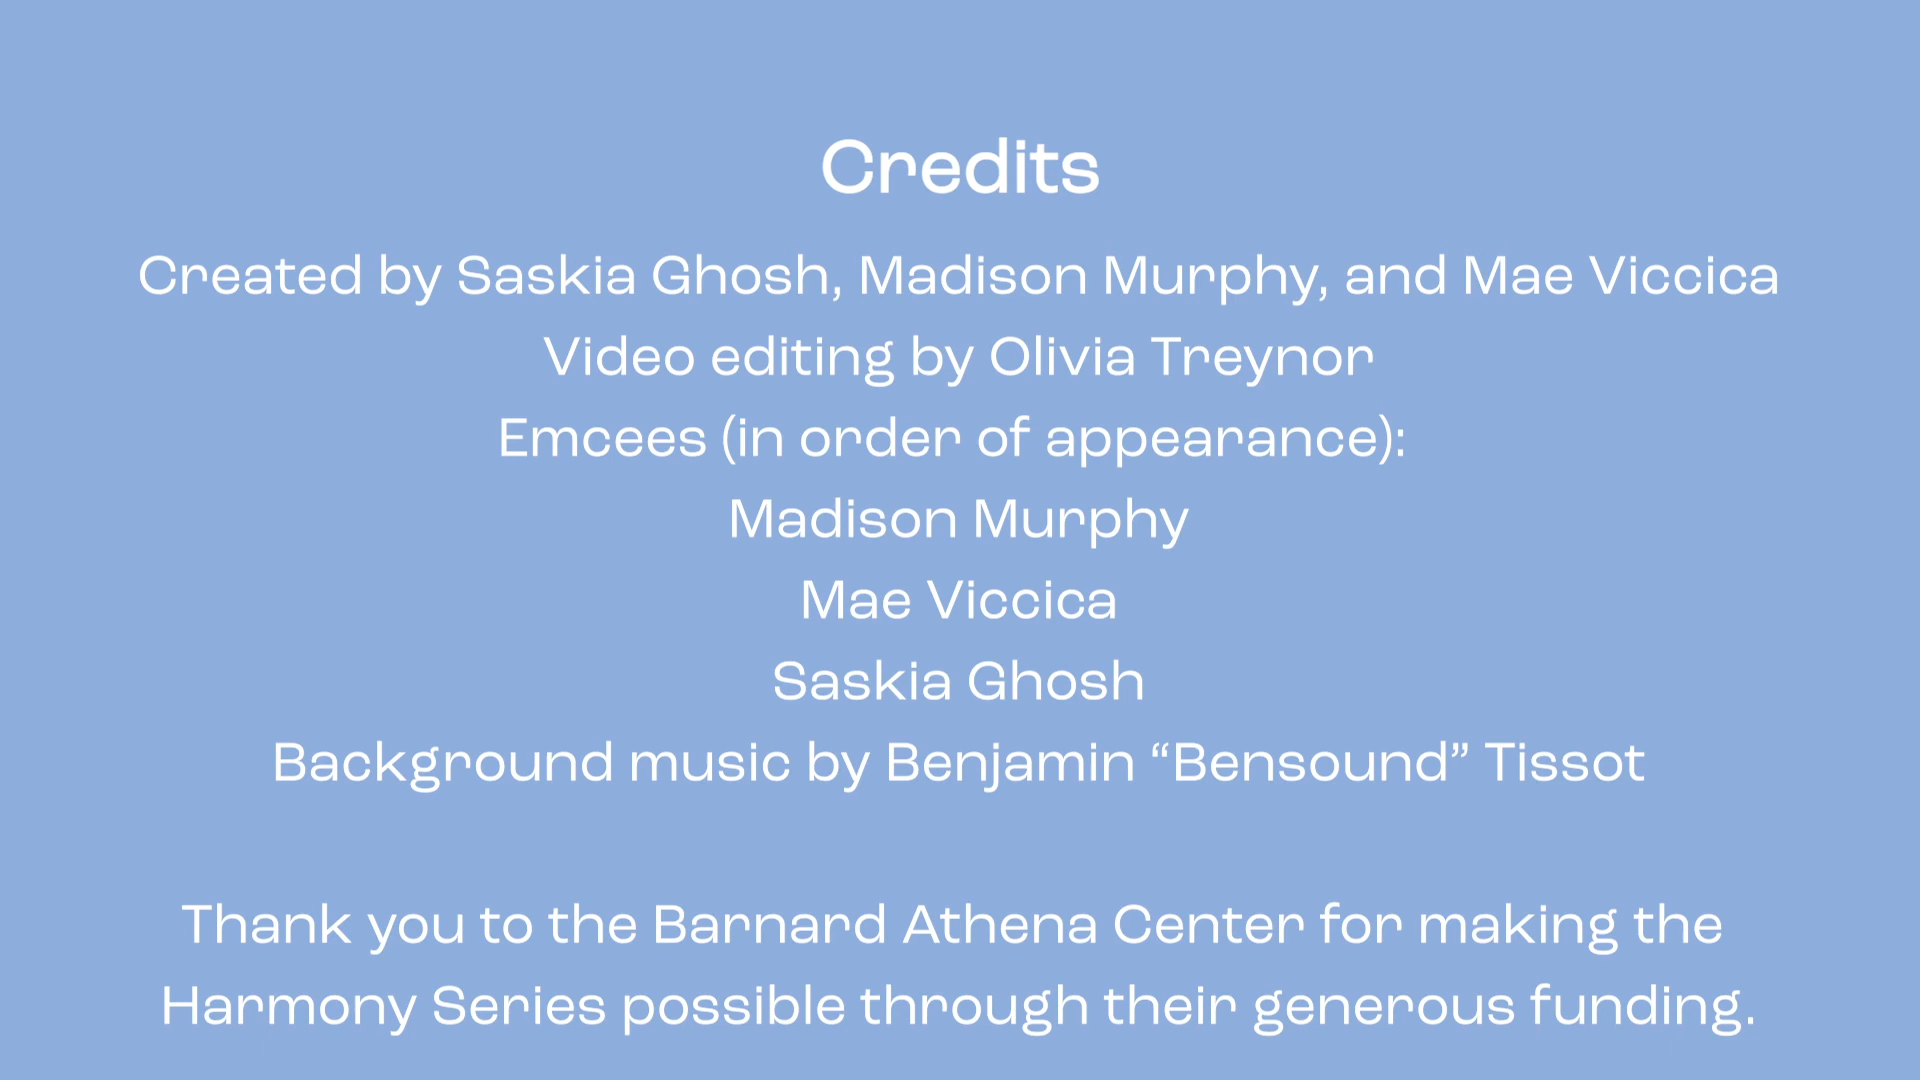 Credits
Created by Saskia Ghosh, Madison Murphy, and Mae Viccica
Video editing by Olivia Treynor
Emcees (in order of appearance):
Madison Murphy
Mae Viccica
Saskia Ghosh
Background music by Benjamin “Bensound” Tissot
Thank you to the Barnard Athena Center for making the
Harmony Series possible through their generous funding.